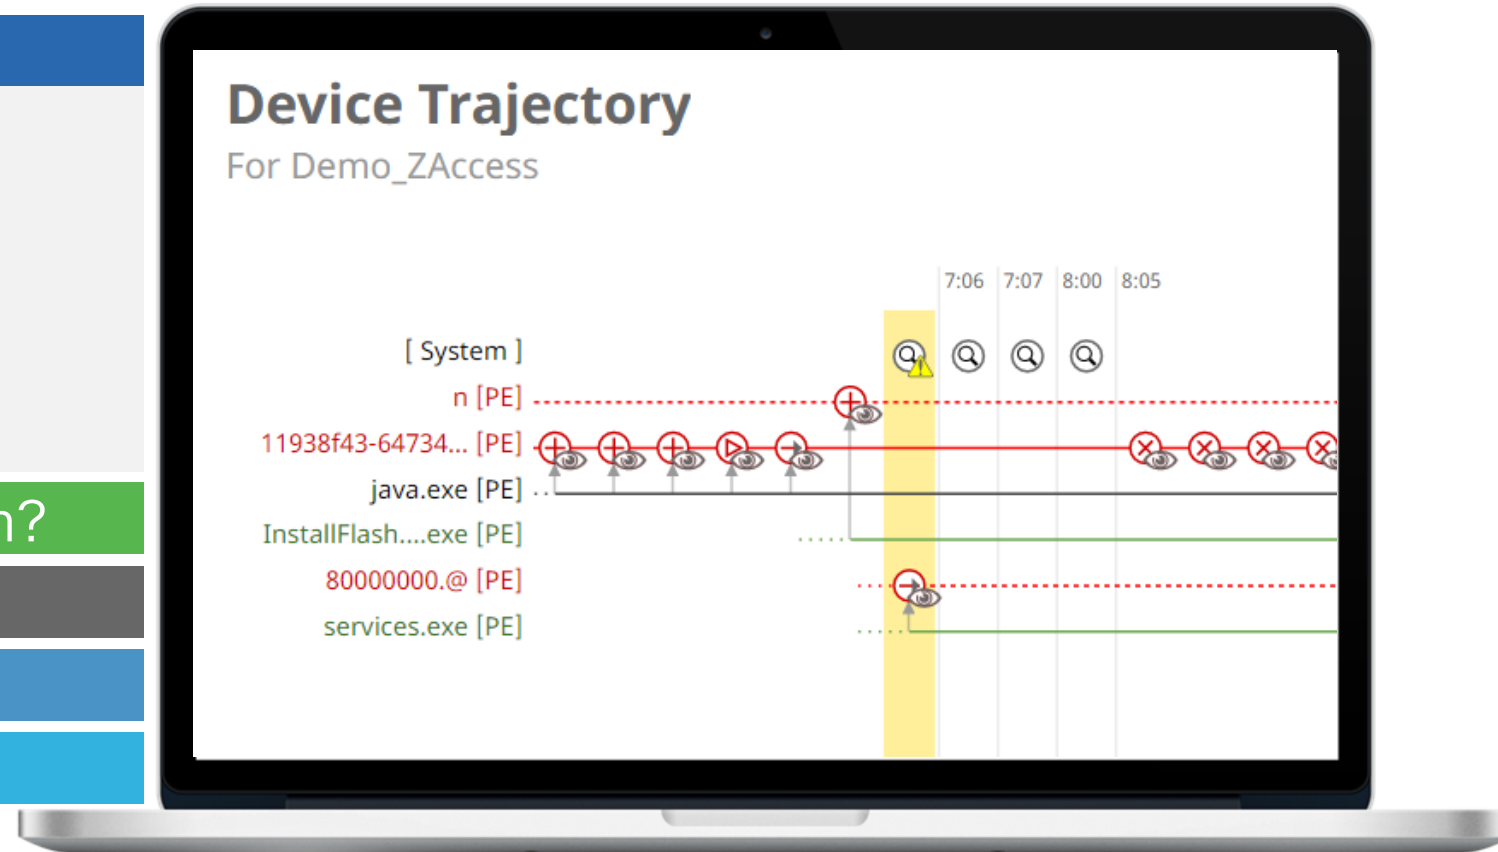 Device Trajectory
For Demo_ZAccess
7:06 7:07 8:00 8:05
[ System ]
n [PE]
11938f43-64734... [PE]
java.exe [PE]
InstallFlash....exe [PE]
80000000.@ [PE]
services.exe [PE]
?